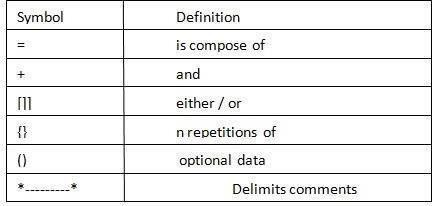 Symbol Definition
= is compose of
+ and
[]] either / or
{} n repetitions of
() optional data
*---------* Delimits comments